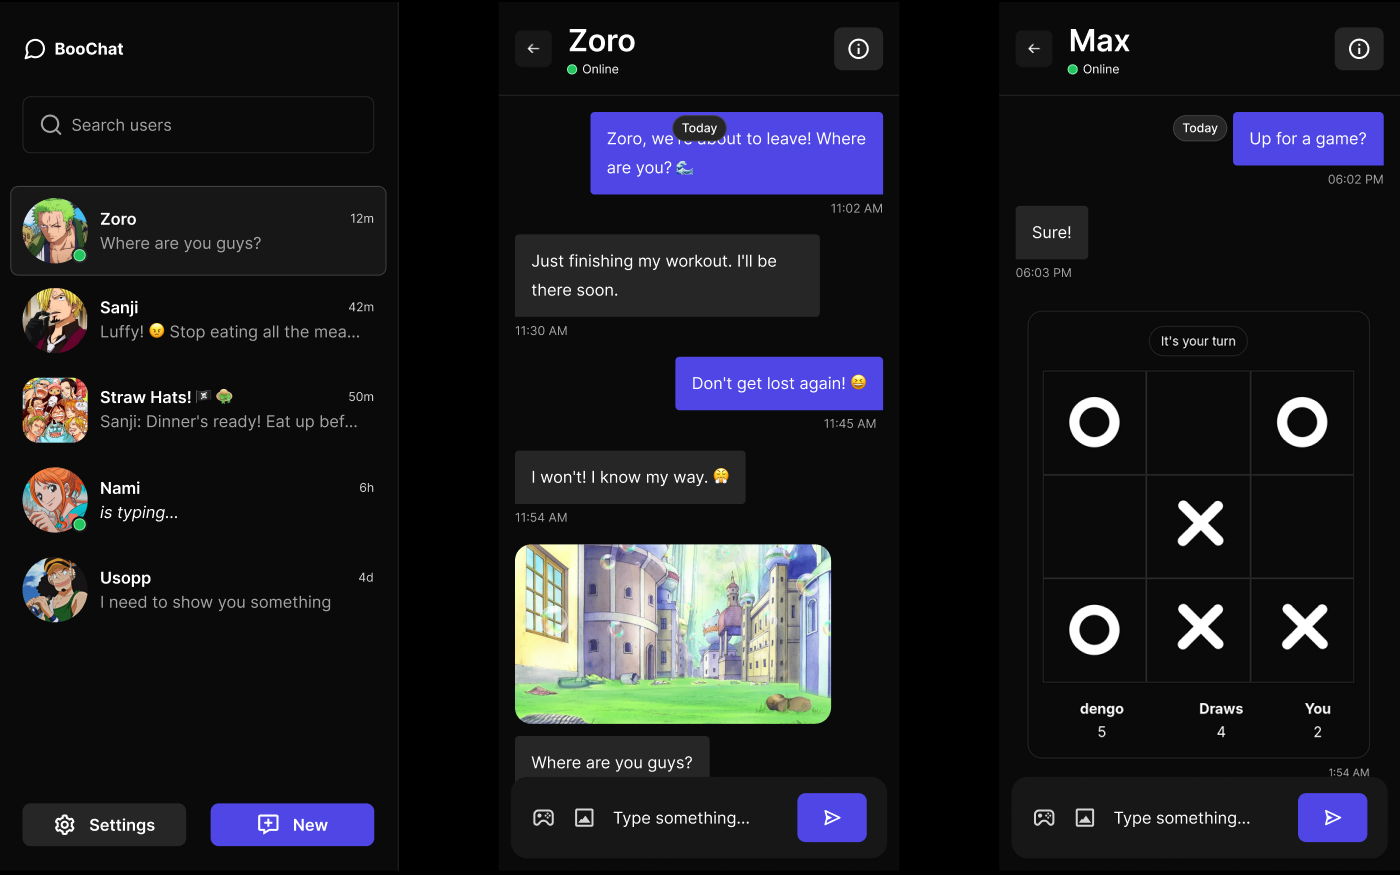 BooChat
Search users
Zoro
12m
Where are you guys?
Sanji
42m
Luffy! 😡 Stop eating all the mea...
Straw Hats! 🏴‍☠️ 👒
50m
Sanji: Dinner's ready! Eat up bef...
Nami
6h
is typing...
Usopp
4d
I need to show you something
Settings
New
Zoro
Online
Today
Zoro, we're about to leave! Where
are you? 🌊
11:02 AM
Just finishing my workout. I'll be
there soon.
11:30 AM
Don't get lost again! 😆
11:45 AM
I won't! I know my way. 😤
11:54 AM
Where are you guys?
Type something...
Max
Online
Today
Up for a game?
06:02 PM
Sure!
06:03 PM
It's your turn
dengo
Draws
You
5
4
2
1:54 AM
Type something...